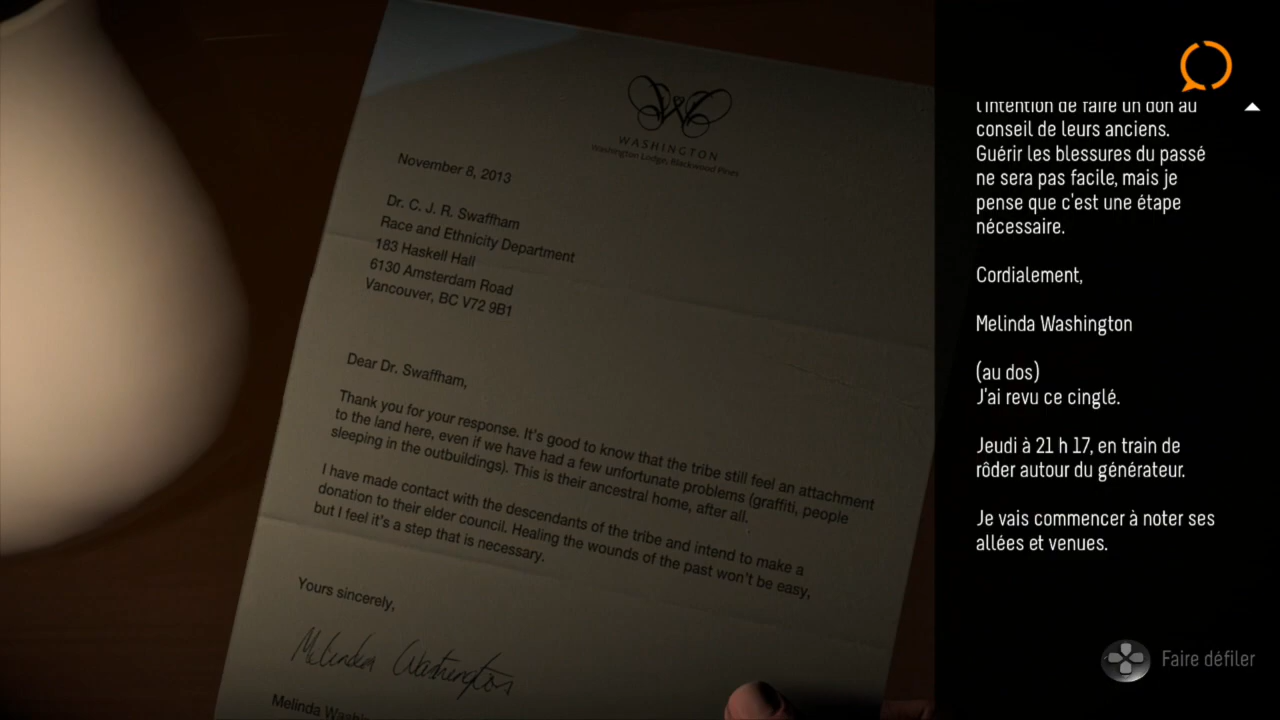 WASHINGTON
Washington Lodge, Blackwood Pines
November 8, 2013
Dr. C. J. R. Swaffham
Race and Ethnicity Department
183 Haskell Hall
6130 Amsterdam Road
Vancouver, BC V72 9B1
Dear Dr. Swaffham,
Thank you for your response. It's good to know that the tribe still feel an attachment
to the land here, even if we have had a few unfortunate problems (graffiti, people
sleeping in the outbuildings). This is their ancestral home, after all.
I have made contact with the descendants of the tribe and intend to make a
donation to their elder council. Healing the wounds of the past won't be easy,
but I feel it's a step that is necessary.
Yours sincerely,
Melinda Washington
Melinda
l'intention de faire un don au
conseil de leurs anciens.
Guérir les blessures du passé
ne sera pas facile, mais je
pense que c'est une étape
nécessaire.
Cordialement,
Melinda Washington
(au dos)
J'ai revu ce cinglé.
Jeudi à 21 h 17, en train de
rôder autour du générateur.
Je vais commencer à noter ses
allées et venues.
Faire défiler